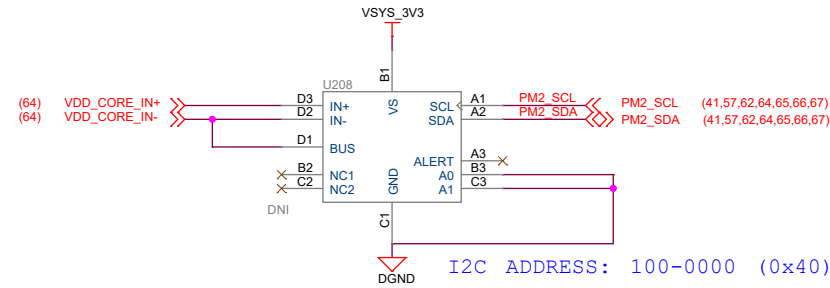 VSYS_3V3
B1
U208
(64) VDD_CORE_IN+ D3 IN+ VS SCL A1 PM2_SCL PM2_SCL (41,57,62,64,65,66,67)
(64) VDD_CORE_IN- D2 IN- SDA A2 PM2_SDA PM2_SDA (41,57,62,64,65,66,67)
D1 BUS
ALERT A3
B2 NC1 A0 B3
C2 NC2 GND A1 C3
DNI
C1
DGND
I2C ADDRESS: 100-0000 (0x40)